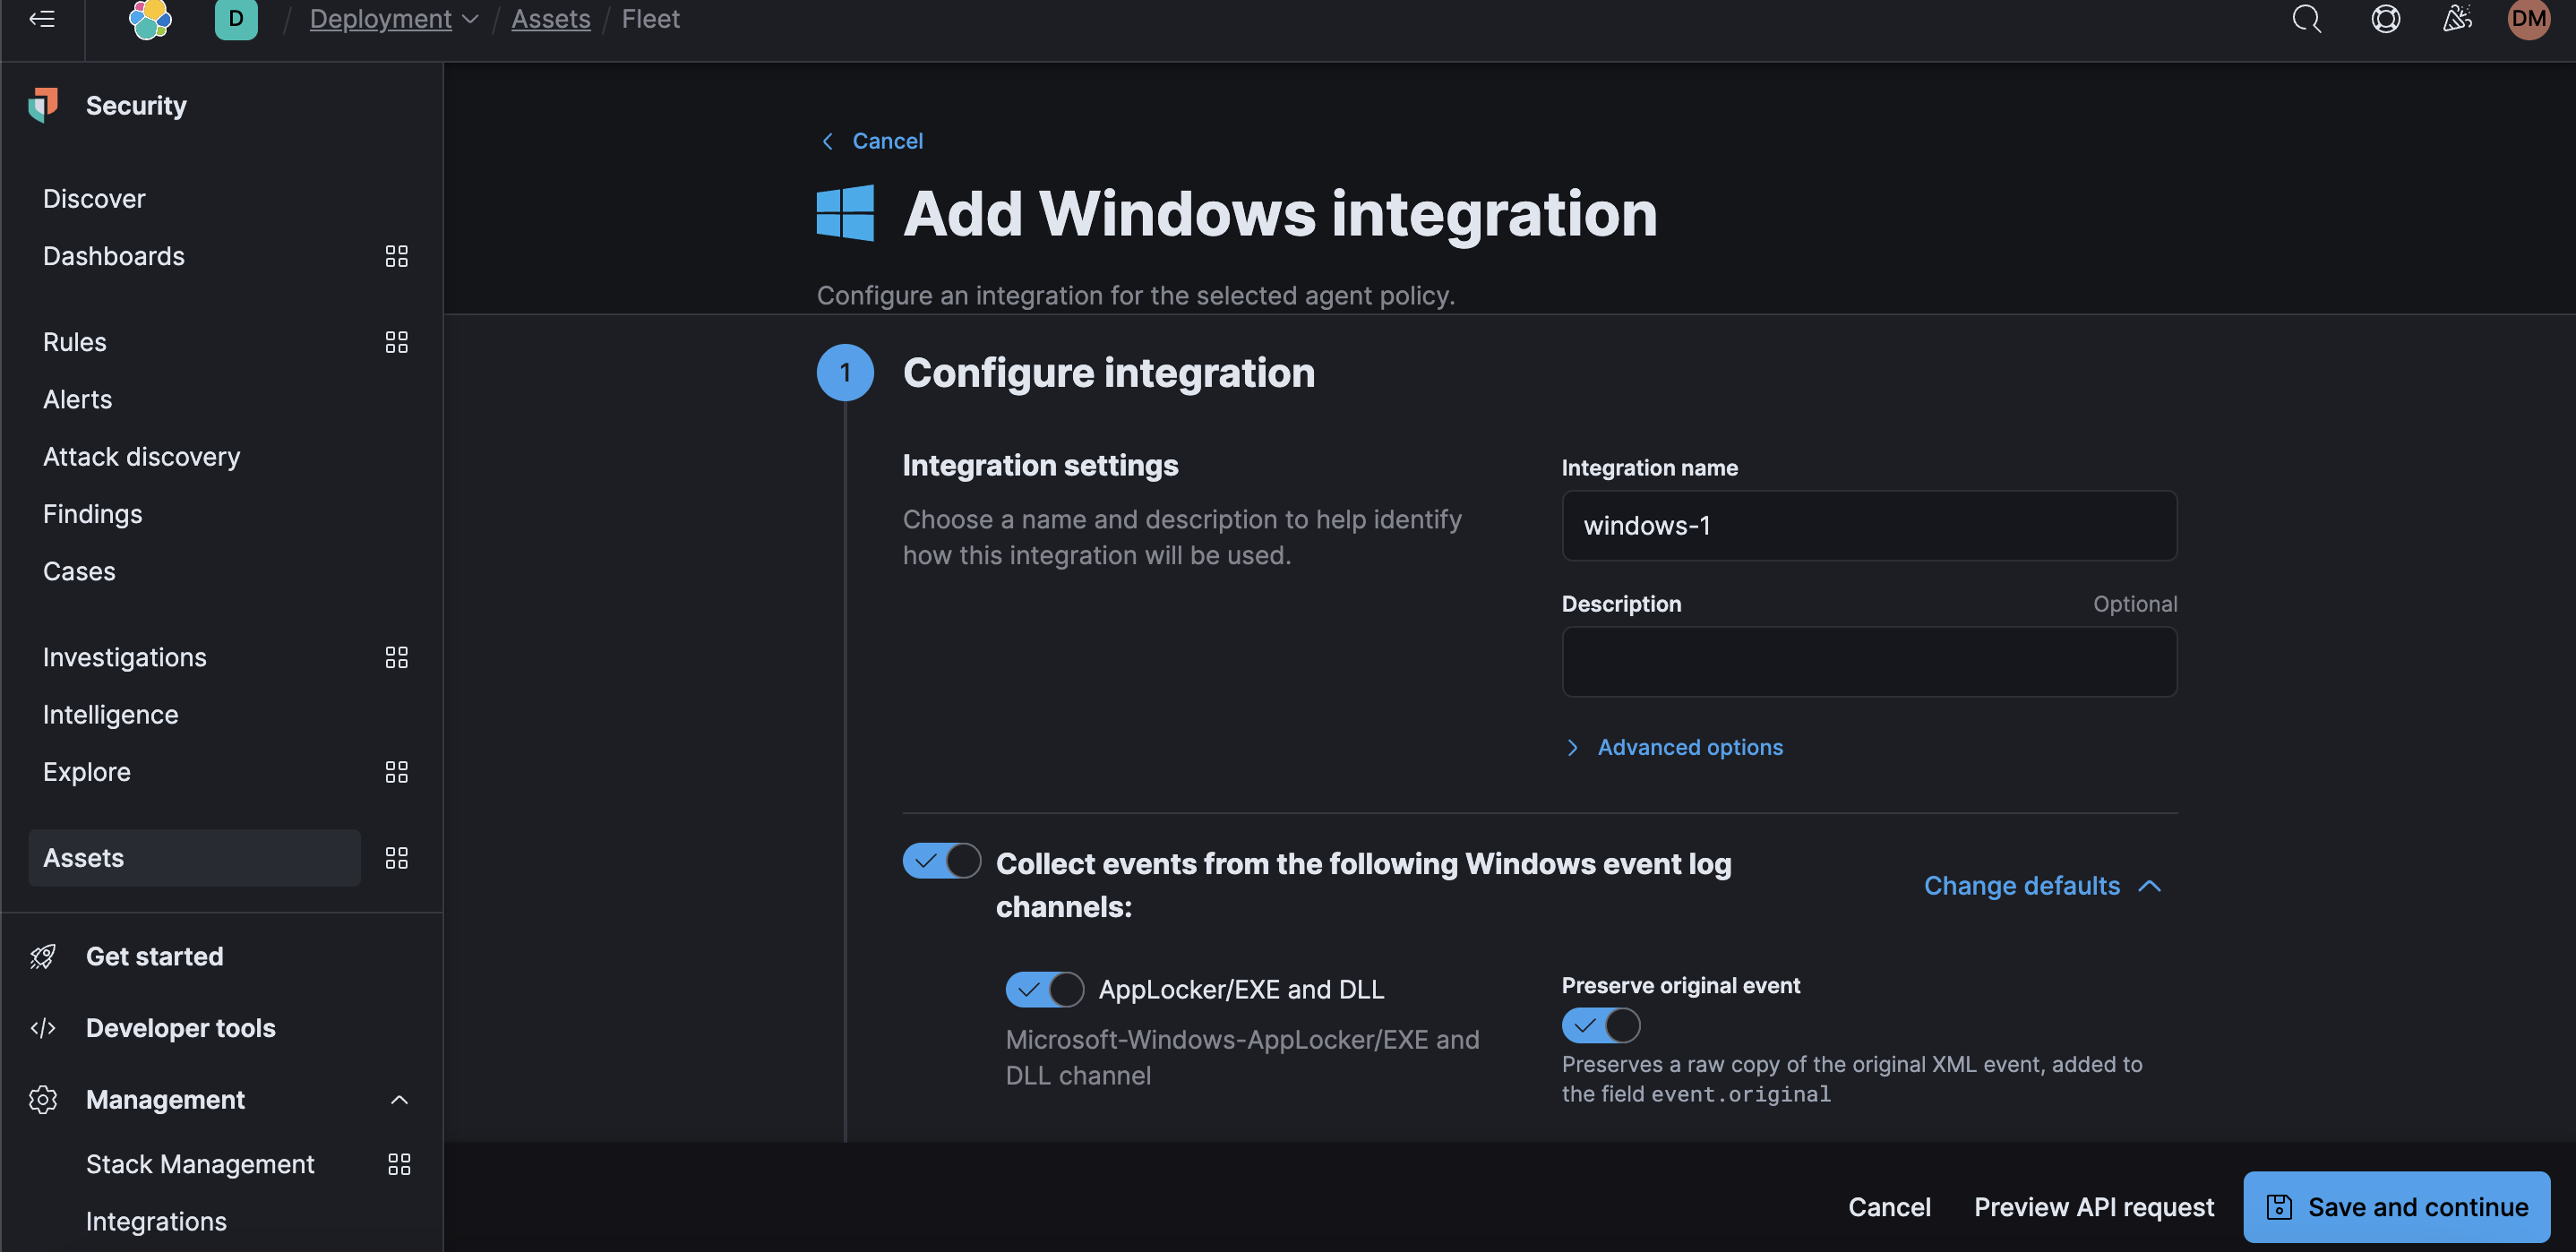 D / Deployment / Assets / Fleet
DM
Security
Discover
Dashboards
Rules
Alerts
Attack discovery
Findings
Cases
Investigations
Intelligence
Explore
Assets
Get started
Developer tools
Management
Stack Management
Integrations
Cancel
Add Windows integration
Configure an integration for the selected agent policy.
1 Configure integration
Integration settings
Choose a name and description to help identify
how this integration will be used.
Integration name
windows-1
Description Optional
Advanced options
Collect events from the following Windows event log
channels:
Change defaults
AppLocker/EXE and DLL
Microsoft-Windows-AppLocker/EXE and
DLL channel
Preserve original event
Preserves a raw copy of the original XML event, added to
the field event.original
Cancel Preview API request Save and continue